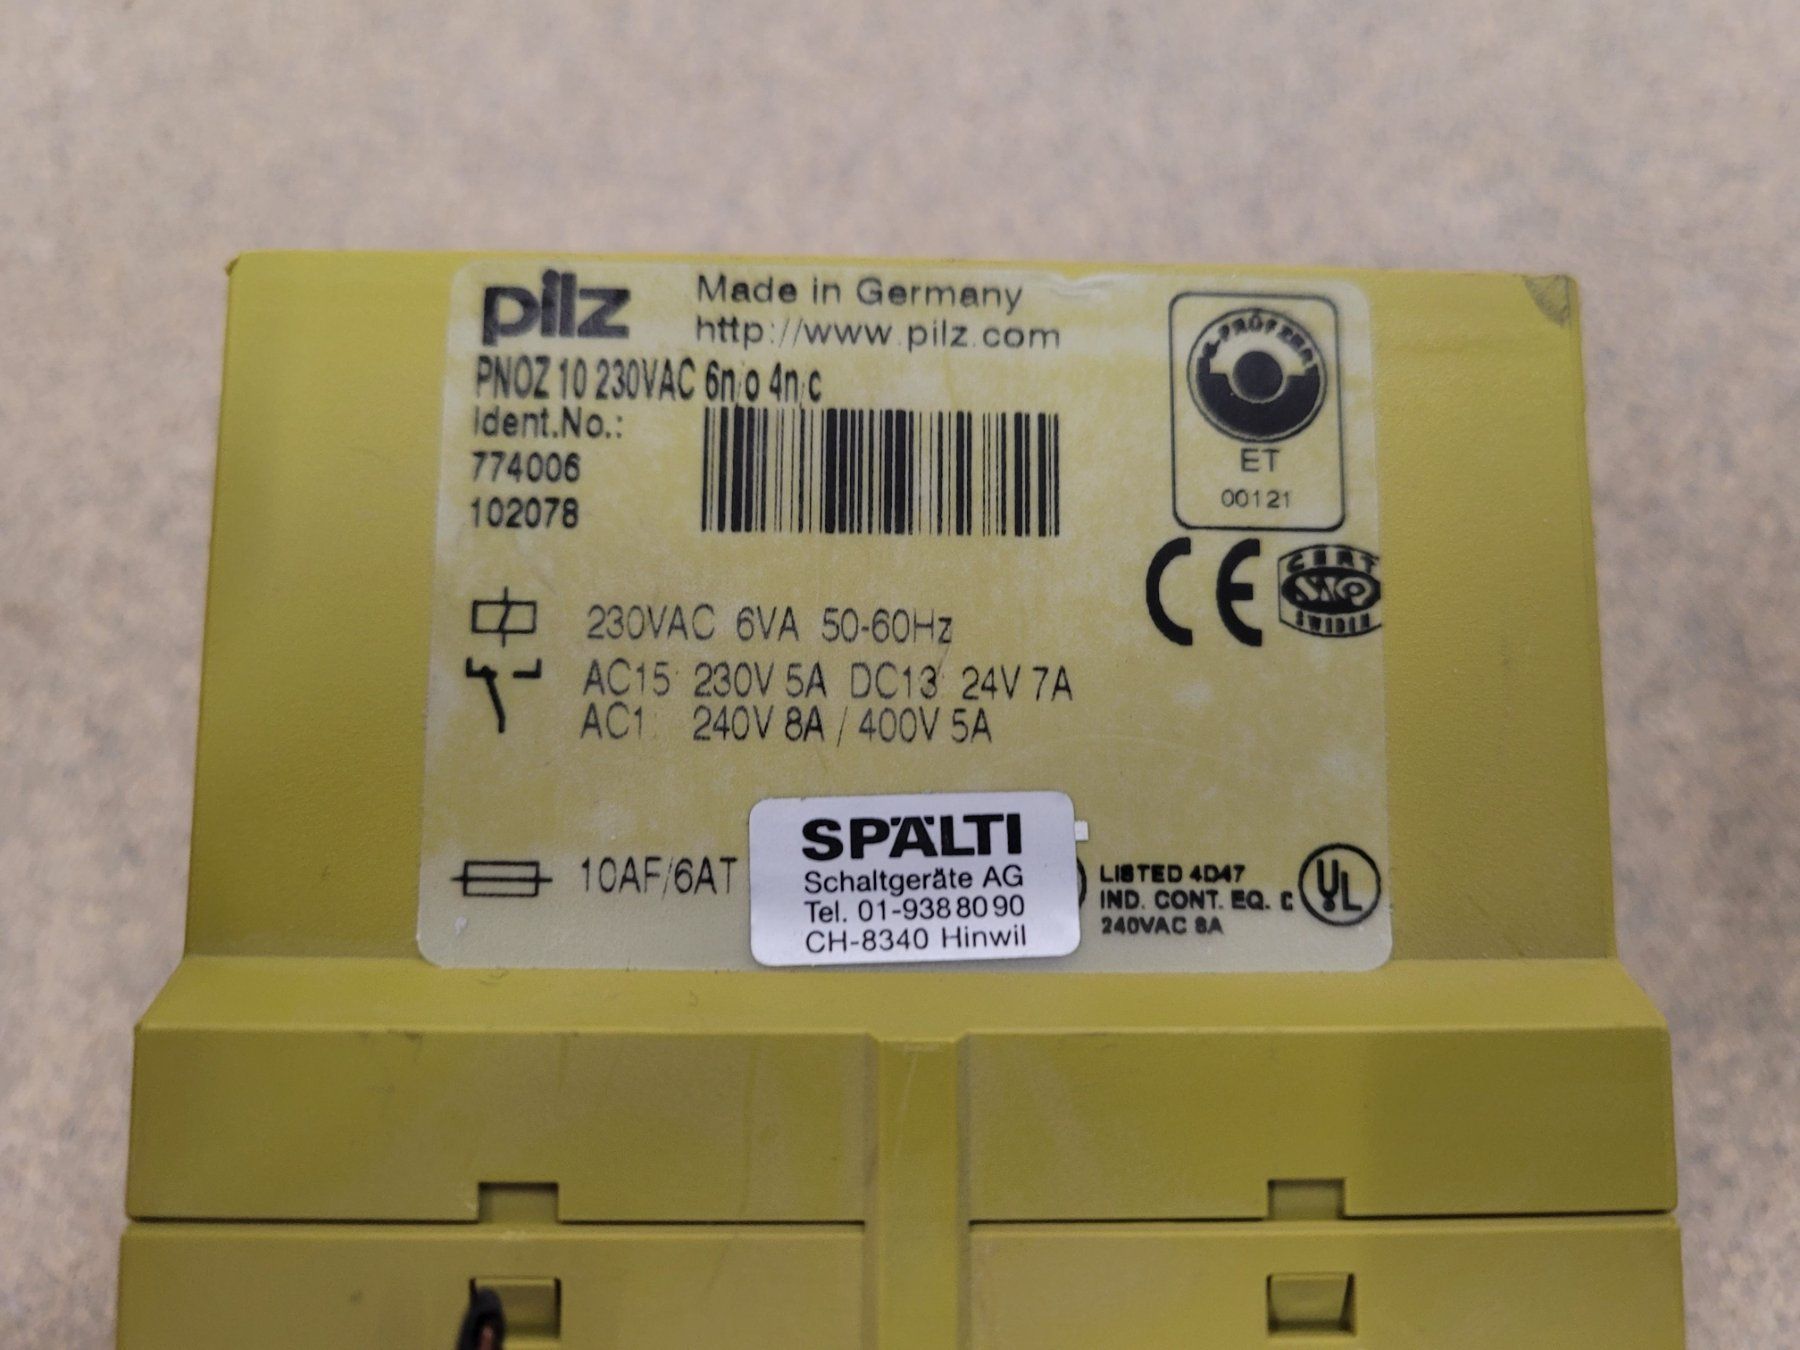 pilz
Made in Germany
http://www.pilz.com
PNOZ 10 230VAC 6n/o 4n/c
Ident.No.:
774006
102078
ET
00121
CE
CERT
SWEDEN
230VAC 6VA 50-60Hz
AC15: 230V 5A DC13: 24V 7A
AC1: 240V 8A / 400V 5A
10AF/6AT
SPÄLTI
Schaltgeräte AG
Tel. 01-938 80 90
CH-8340 Hinwil
LISTED 4D47
IND. CONT. EQ.
240VAC 8A
C UL